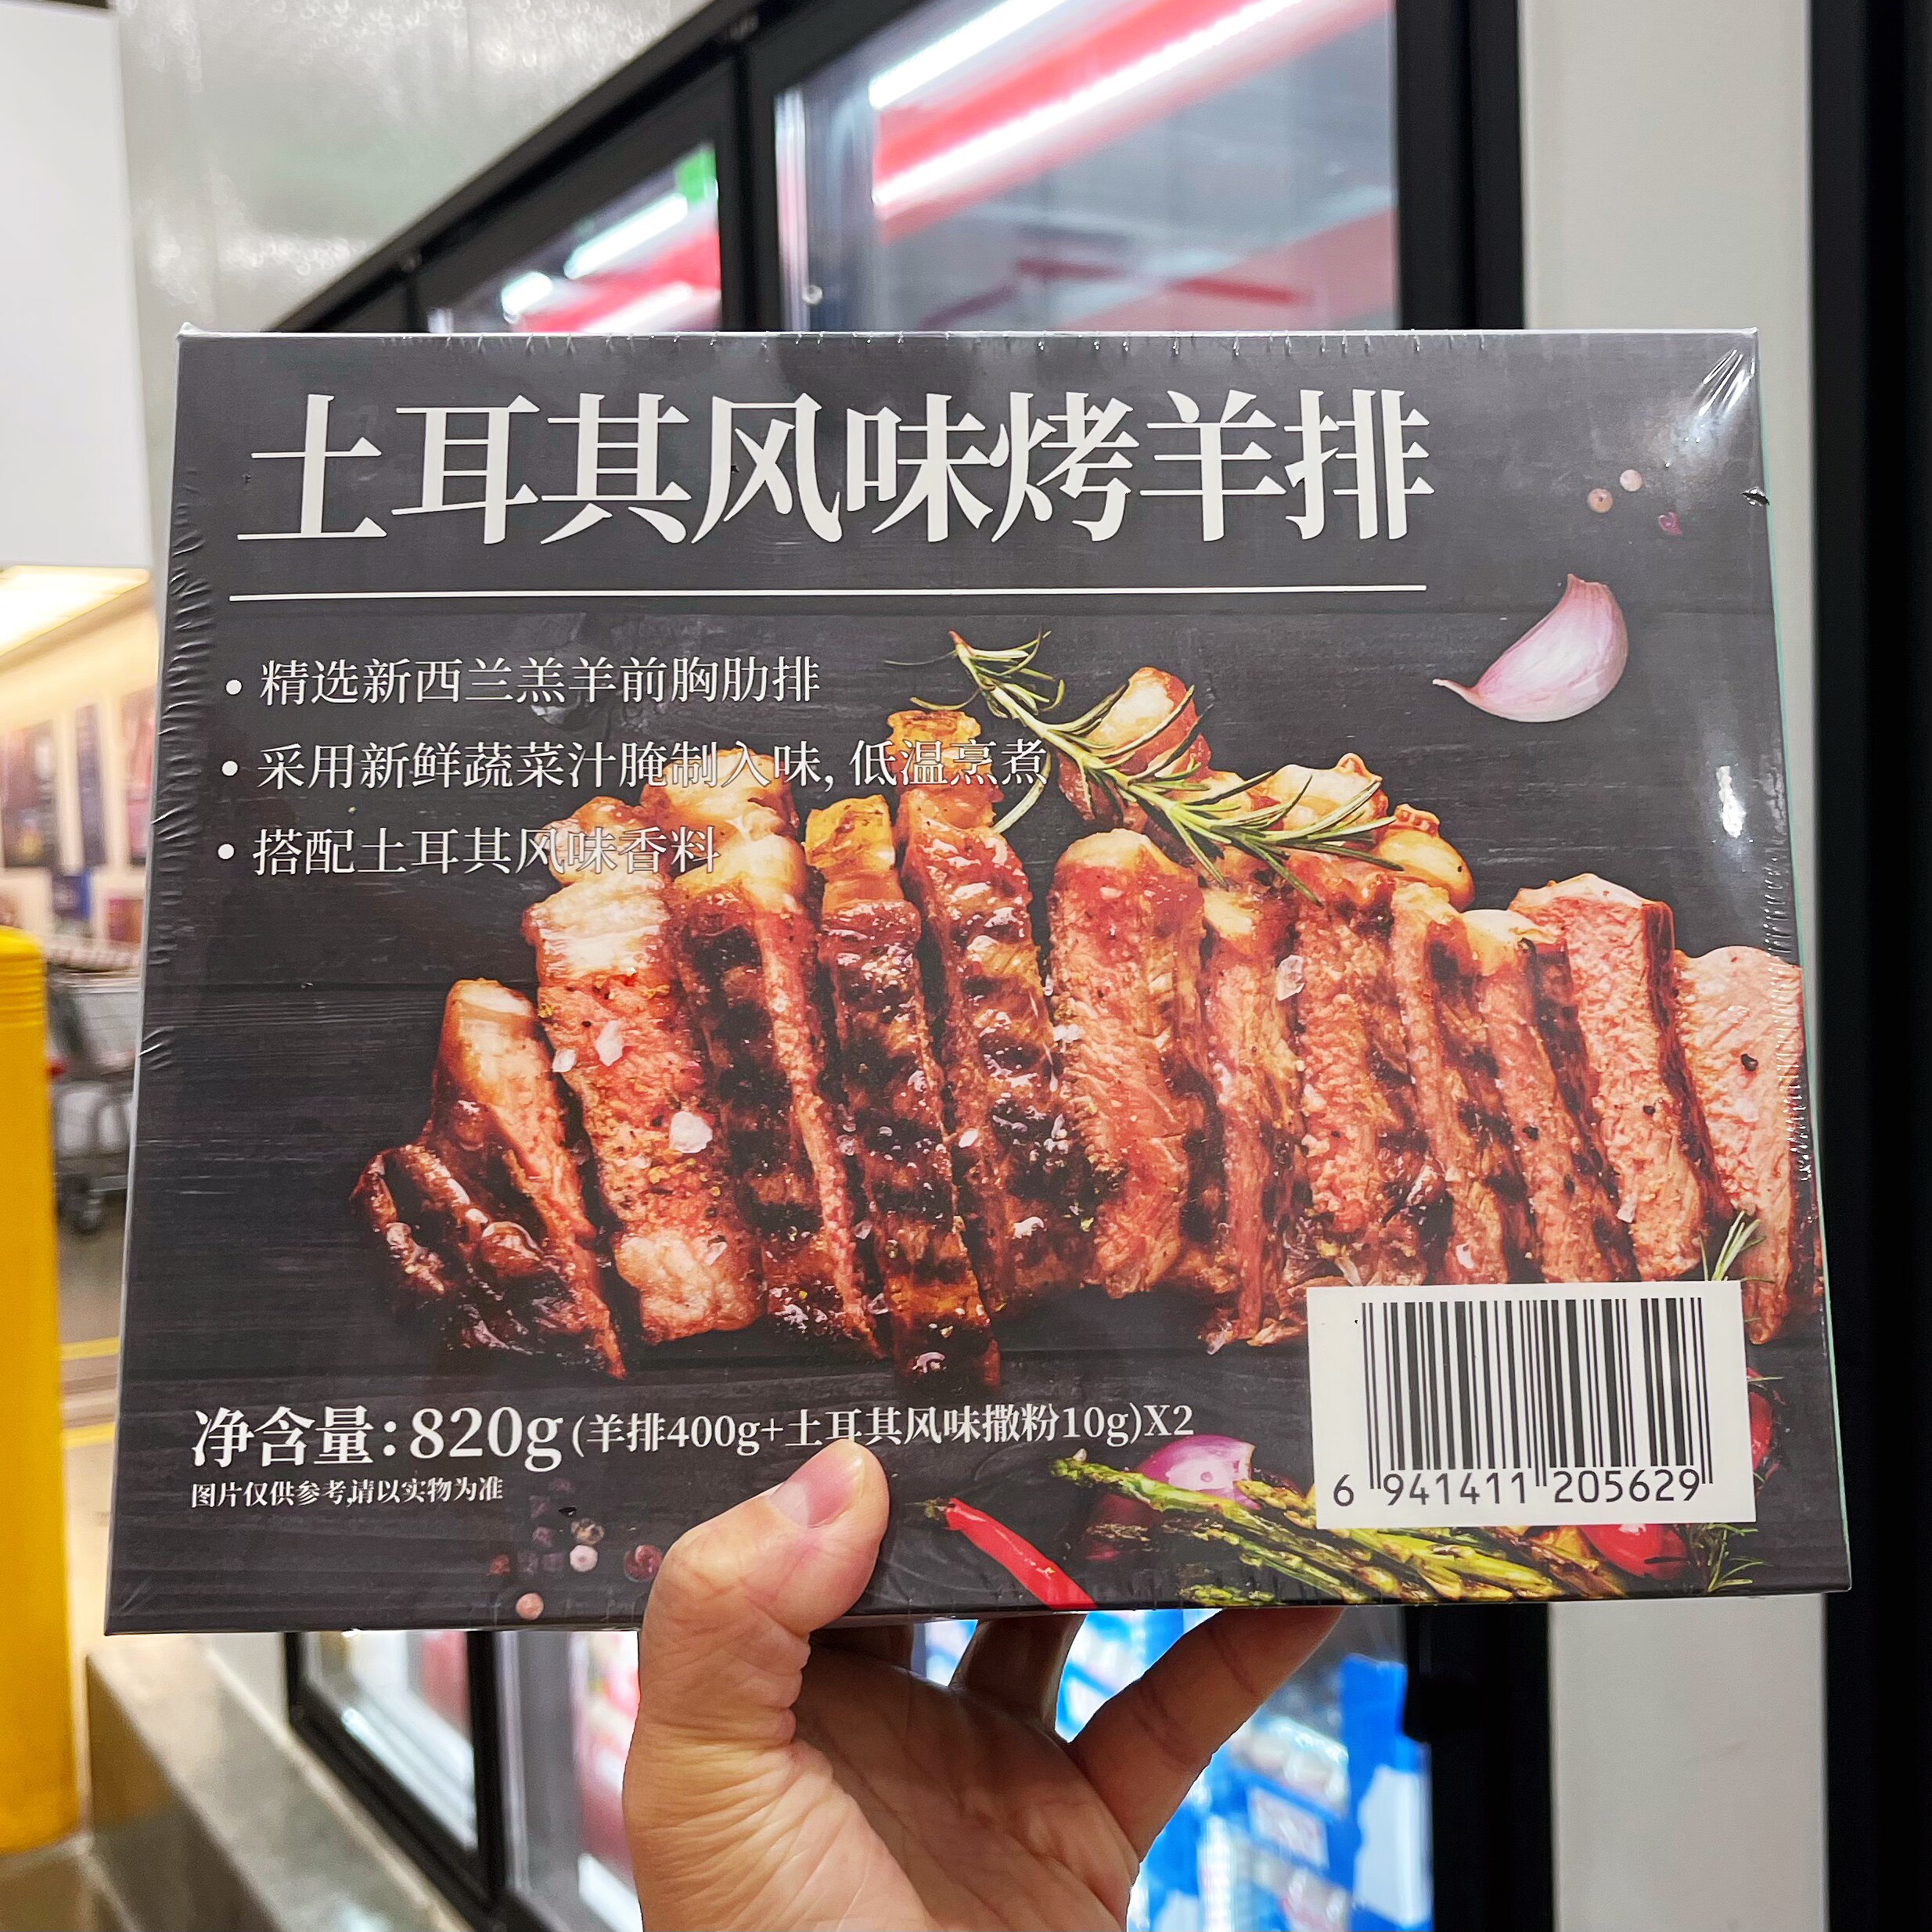 土耳其风味烤羊排
• 精选新西兰羔羊前胸肋排
• 采用新鲜蔬菜汁腌制入味, 低温烹煮
• 搭配土耳其风味香料
净含量:820g(羊排400g+土耳其风味撒粉10g)X2
图片仅供参考,请以实物为准
6 941411 205629